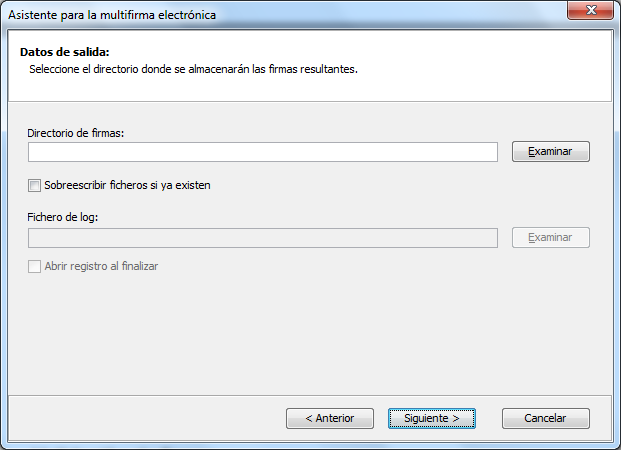 Asistente para la multifirma electrónica
Datos de salida:
Seleccione el directorio donde se almacenarán las firmas resultantes.
Directorio de firmas:
Examinar
Sobreescribir ficheros si ya existen
Fichero de log:
Examinar
Abrir registro al finalizar
< Anterior
Siguiente >
Cancelar